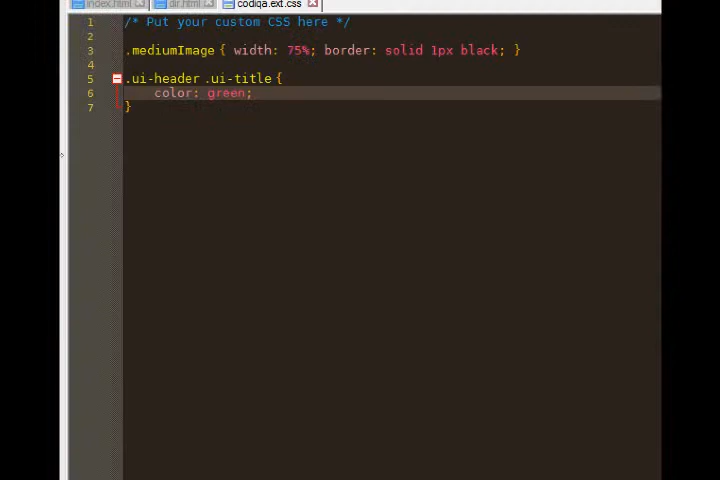 index.html dir.html codiqa.ext.css
1 /* Put your custom CSS here */
2
3 .mediumImage { width: 75%; border: solid 1px black; }
4
5 .ui-header .ui-title {
6 color: green;
7 }